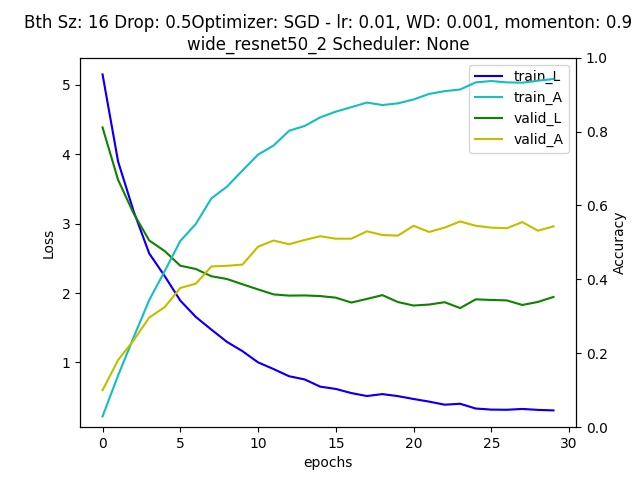 Bth Sz: 16 Drop: 0.5Optimizer: SGD - lr: 0.01, WD: 0.001, momenton: 0.9
wide_resnet50_2 Scheduler: None
train_L
train_A
valid_L
valid_A
Loss
5
4
3
2
1
Accuracy
1.0
0.8
0.6
0.4
0.2
0.0
0 5 10 15 20 25 30
epochs